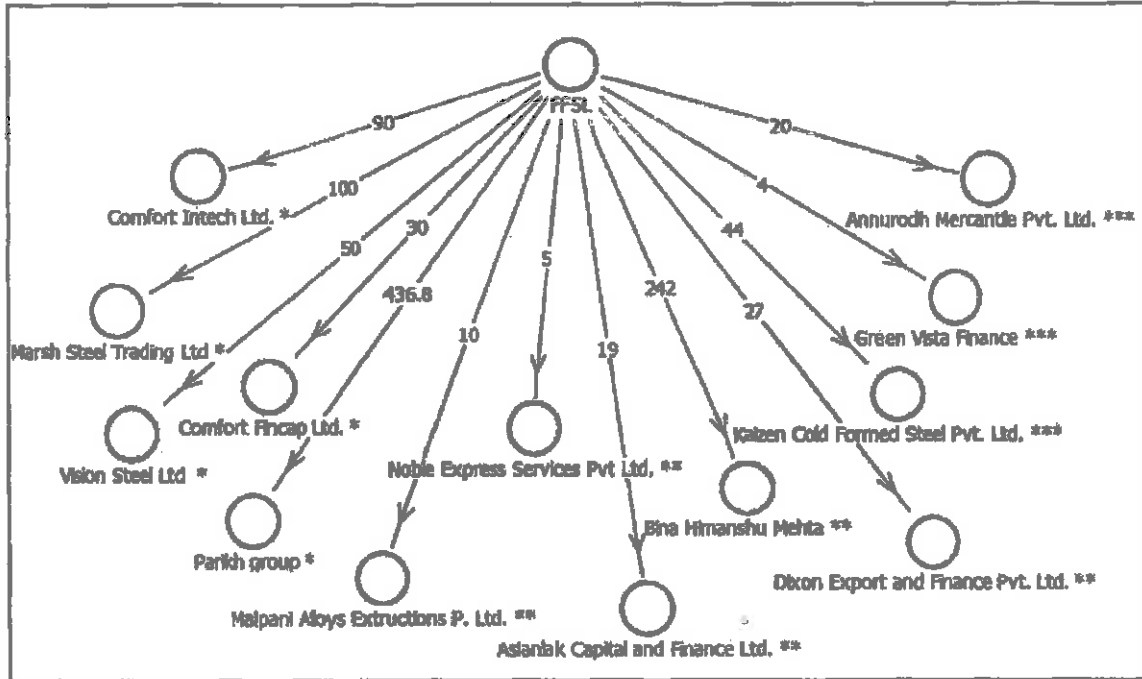 FFSL
90
20
100
4
Comfort Intech Ltd. *
Annurodh Mercantile Pvt. Ltd. ***
50
30
44
5
436.8
242
27
10
19
Marsh Steel Trading Ltd *
Green Vista Finance ***
Comfort Fincap Ltd. *
Kaizen Cold Formed Steel Pvt. Ltd. ***
Vision Steel Ltd *
Noble Express Services Pvt Ltd. **
Bina Himanshu Mehta **
Parikh group *
Dixon Export and Finance Pvt. Ltd. **
Malpani Alloys Extructions P. Ltd. **
Asianlak Capital and Finance Ltd. **